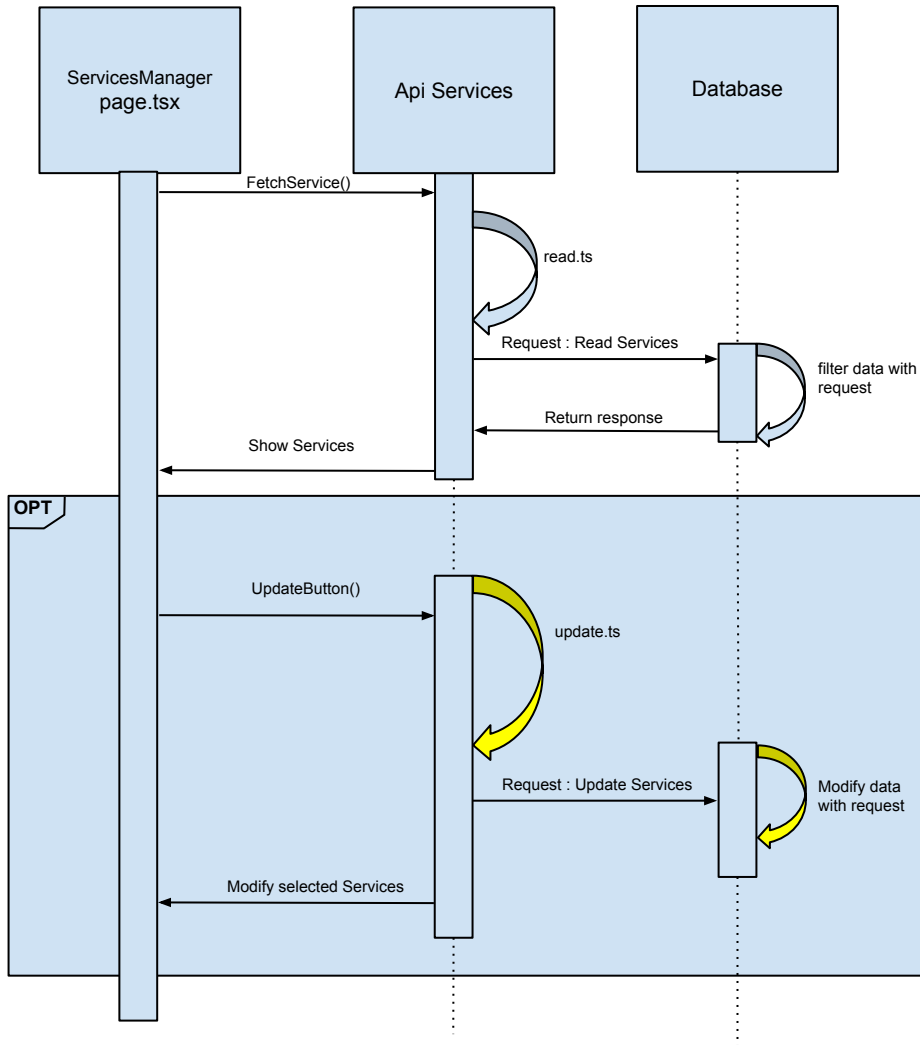 ServicesManager
page.tsx
Api Services
Database
FetchService()
read.ts
Request : Read Services
filter data with
request
Return response
Show Services
OPT
UpdateButton()
update.ts
Request : Update Services
Modify data
with request
Modify selected Services